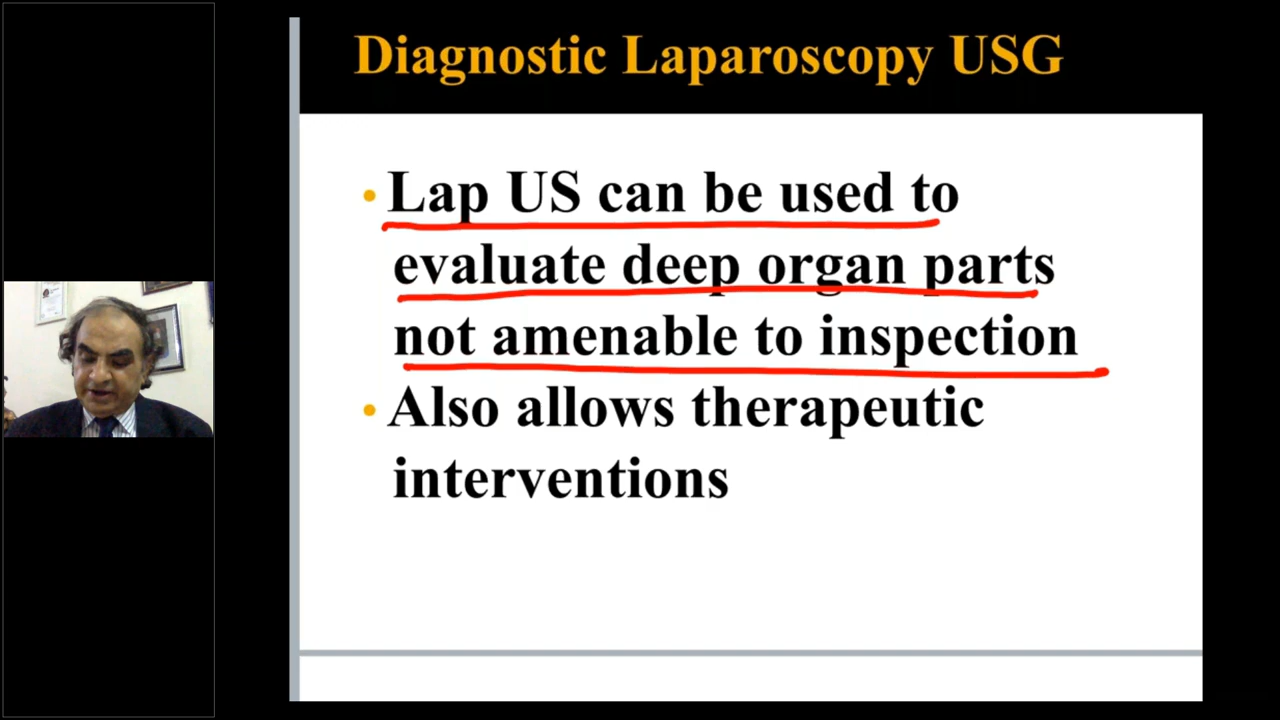 Diagnostic Laparoscopy USG
• Lap US can be used to
evaluate deep organ parts
not amenable to inspection
• Also allows therapeutic
interventions